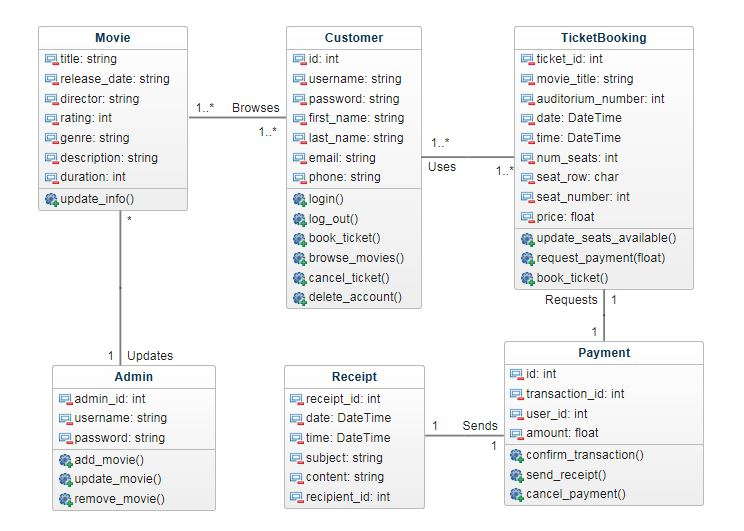 Movie
title: string
release_date: string
director: string
rating: int
genre: string
description: string
duration: int
update_info()
1..* Browses
1..*
Customer
id: int
username: string
password: string
first_name: string
last_name: string
email: string
phone: string
login()
log_out()
book_ticket()
browse_movies()
cancel_ticket()
delete_account()
1..*
Uses
1..*
TicketBooking
ticket_id: int
movie_title: string
auditorium_number: int
date: DateTime
time: DateTime
num_seats: int
seat_row: char
seat_number: int
price: float
update_seats_available()
request_payment(float)
book_ticket()
*
1 Updates
Admin
admin_id: int
username: string
password: string
add_movie()
update_movie()
remove_movie()
Receipt
receipt_id: int
date: DateTime
time: DateTime
subject: string
content: string
recipient_id: int
1 Sends
1
Requests 1
1
Payment
id: int
transaction_id: int
user_id: int
amount: float
confirm_transaction()
send_receipt()
cancel_payment()